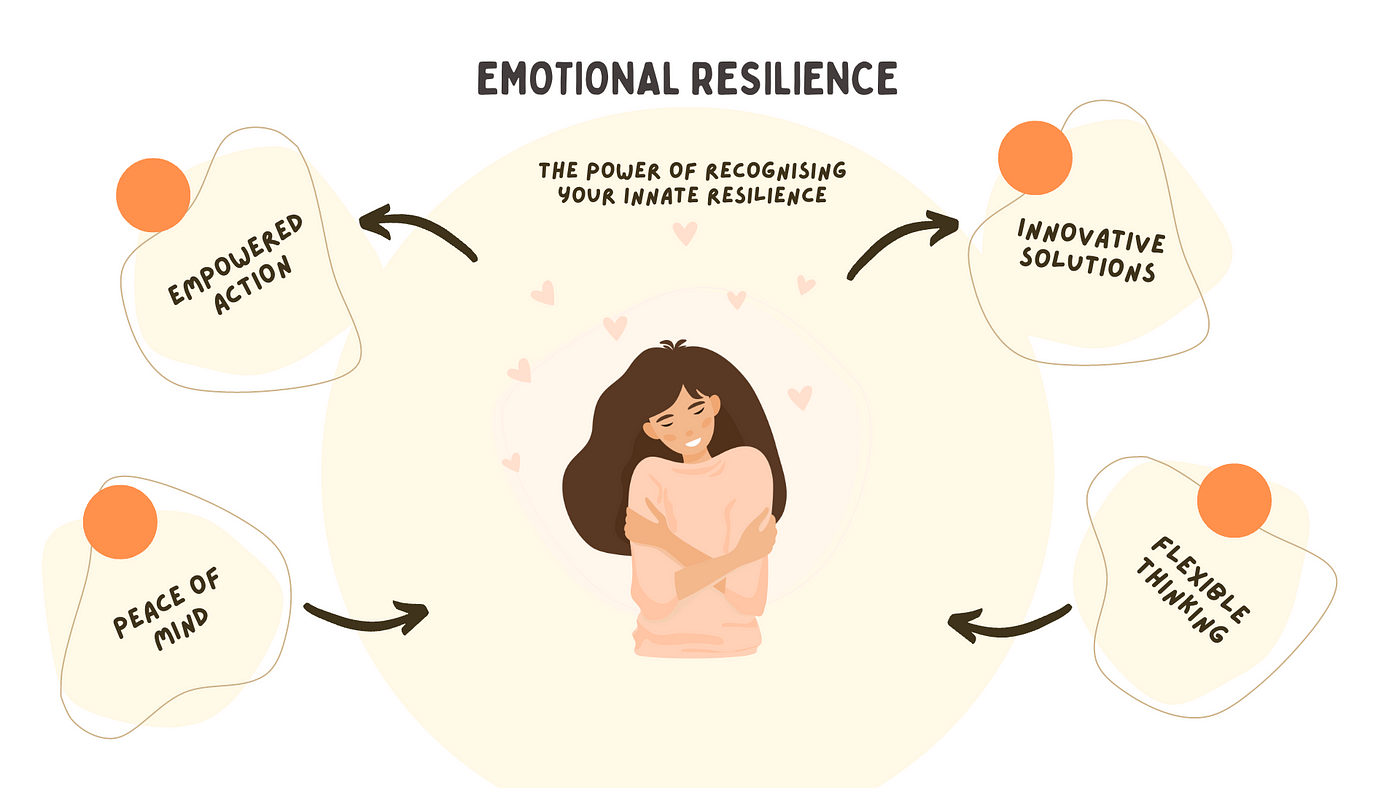 EMOTIONAL RESILIENCE
THE POWER OF RECOGNISING
YOUR INNATE RESILIENCE
EMPOWERED
ACTION
INNOVATIVE
SOLUTIONS
PEACE OF
MIND
FLEXIBLE
THINKING